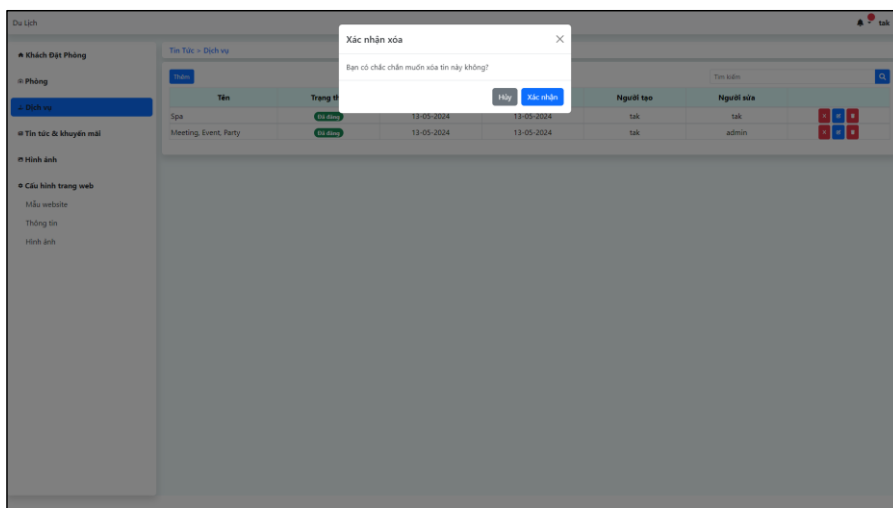 Du Lịch
tak
Khách Đặt Phòng
Phòng
Dịch vụ
Tin tức & khuyến mãi
Hình ảnh
Cấu hình trang web
Mẫu website
Thông tin
Hình ảnh
Tin Tức > Dịch vụ
Thêm
Tìm kiếm
Xác nhận xóa
Bạn có chắc chắn muốn xóa tin này không?
Hủy Xác nhận
Tên Trạng th Người tạo Người sửa
Spa Đã đăng 13-05-2024 13-05-2024 tak tak
Meeting, Event, Party Đã đăng 13-05-2024 13-05-2024 tak admin